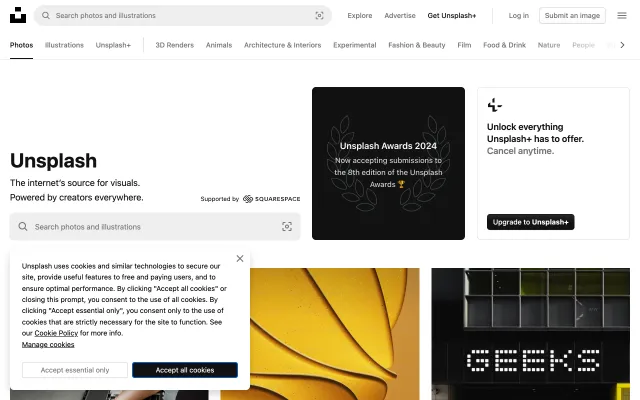 Search photos and illustrations
Explore
Advertise
Get Unsplash+
Log in
Submit an image
Photos
Illustrations
Unsplash+
3D Renders
Animals
Architecture & Interiors
Experimental
Fashion & Beauty
Film
Food & Drink
Nature
People
Unsplash
The internet's source for visuals.
Powered by creators everywhere.
Supported by SQUARESPACE
Search photos and illustrations
Unsplash Awards 2024
Now accepting submissions to
the 8th edition of the Unsplash
Awards 🏆
Unlock everything
Unsplash+ has to offer.
Cancel anytime.
Upgrade to Unsplash+
Unsplash uses cookies and similar technologies to secure our
site, provide useful features to free and paying users, and to
ensure optimal performance. By clicking "Accept all cookies" or
closing this prompt, you consent to the use of all cookies. By
clicking "Accept essential only", you consent only to the use of
cookies that are strictly necessary for the site to function. See
our Cookie Policy for more info.
Manage cookies
Accept essential only
Accept all cookies
GEEKS